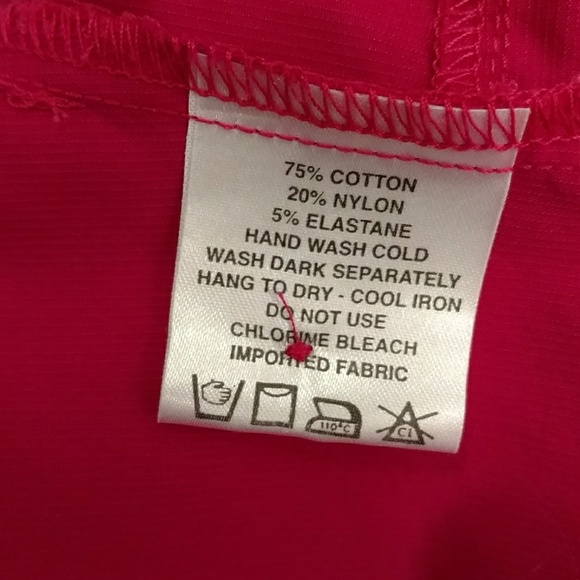 75% COTTON
20% NYLON
5% ELASTANE
HAND WASH COLD
WASH DARK SEPARATELY
HANG TO DRY - COOL IRON
DO NOT USE
CHLORINE BLEACH
IMPORTED FABRIC
110°C
Cl